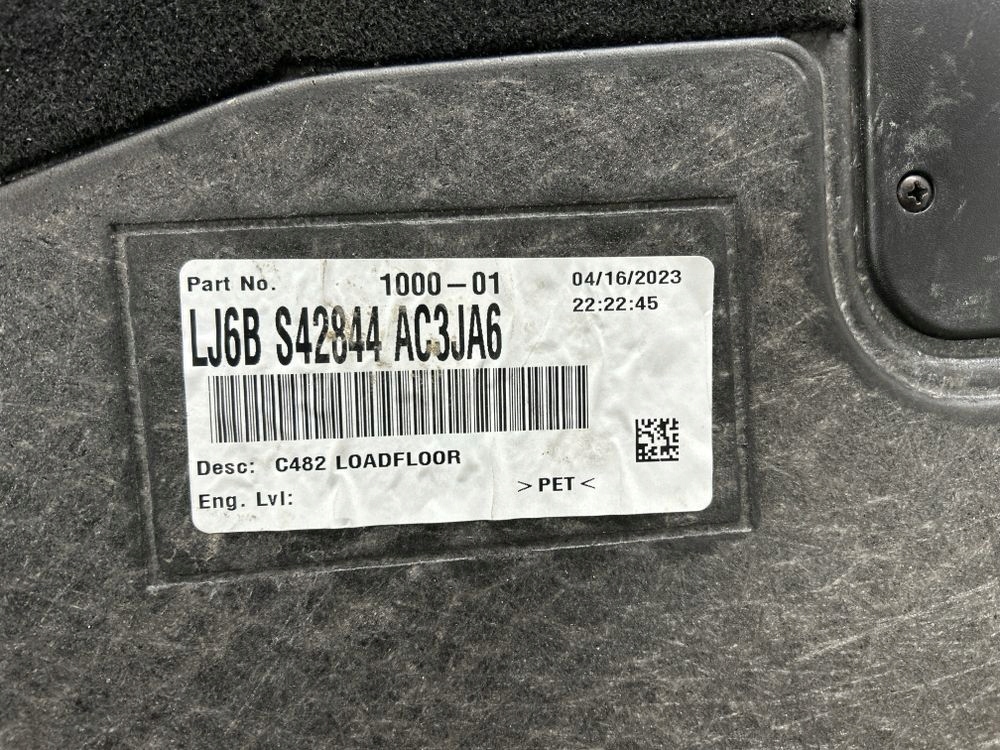 Part No. 1000-01 04/16/2023
22:22:45
LJ6B S42844 AC3JA6
Desc: C482 LOADFLOOR
>PET<
Eng. Lvl: